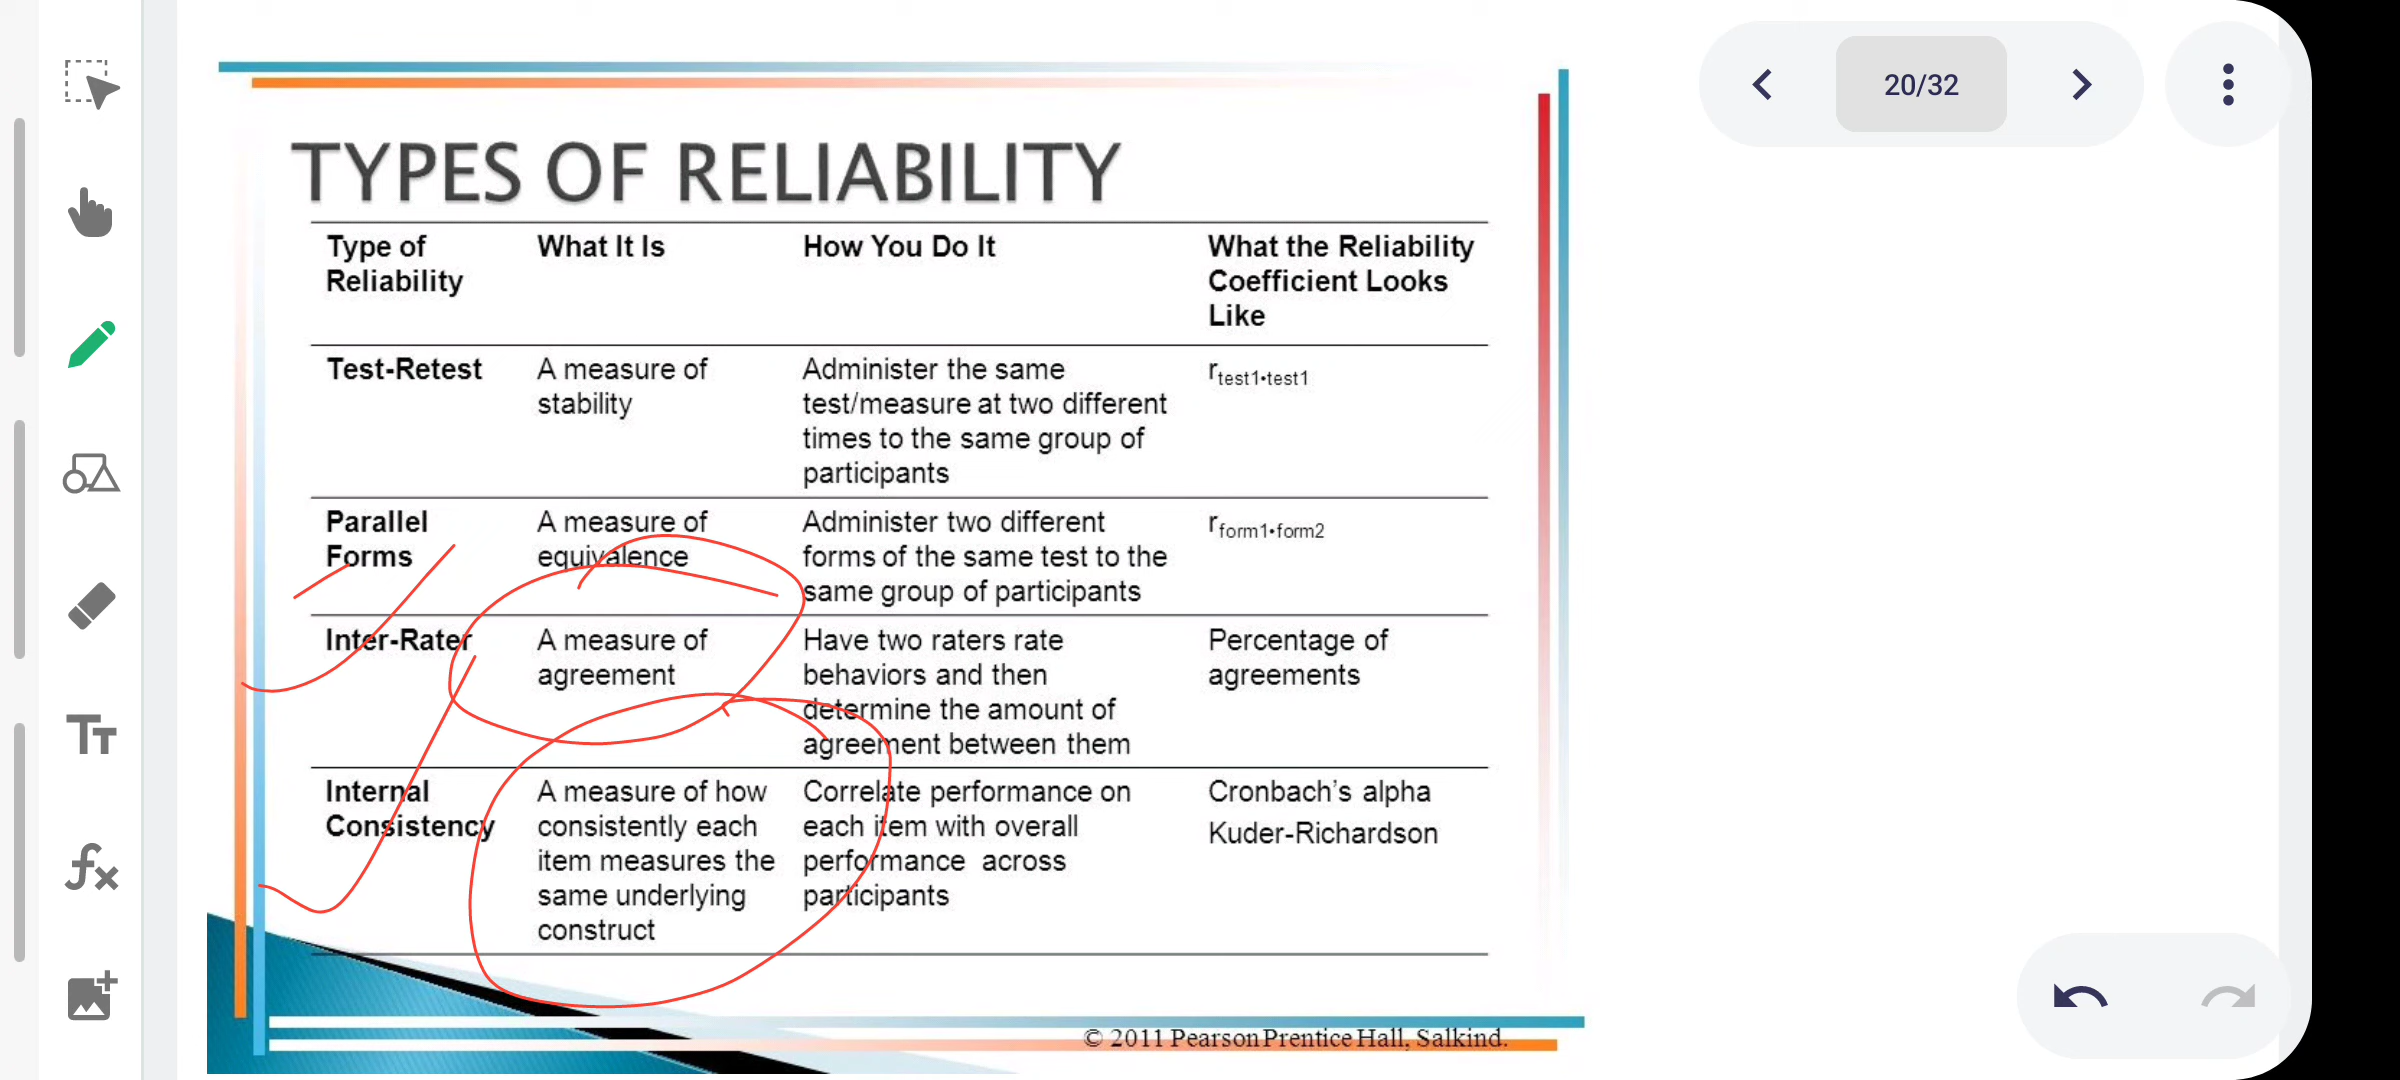 20/32
TYPES OF RELIABILITY
Type of
Reliability
What It Is
How You Do It
What the Reliability
Coefficient Looks
Like
Test-Retest
A measure of
stability
Administer the same
test/measure at two different
times to the same group of
participants
rtest1•test1
Parallel
Forms
A measure of
equivalence
Administer two different
forms of the same test to the
same group of participants
rform1•form2
Inter-Rater
A measure of
agreement
Have two raters rate
behaviors and then
determine the amount of
agreement between them
Percentage of
agreements
Internal
Consistency
A measure of how
consistently each
item measures the
same underlying
construct
Correlate performance on
each item with overall
performance across
participants
Cronbach’s alpha
Kuder-Richardson
© 2011 Pearson Prentice Hall, Salkind.
Tт
fx